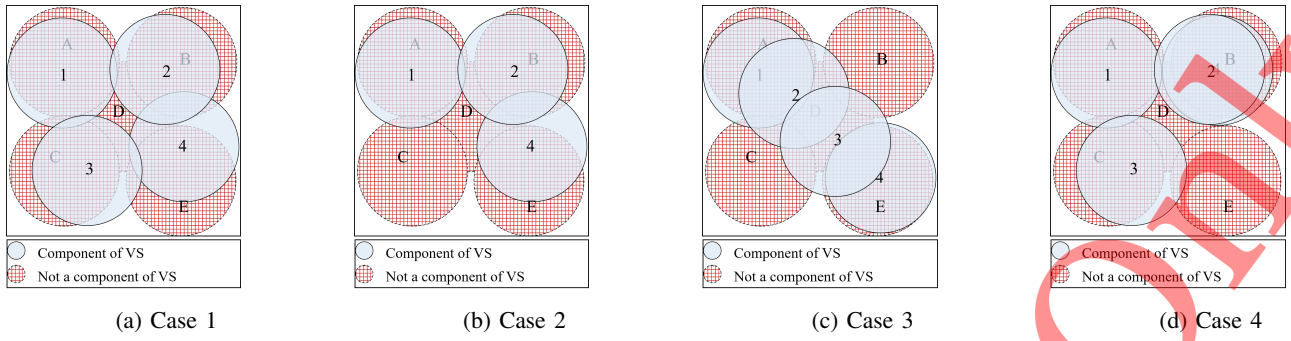 A
1
2
B
D
C
3
4
E
Component of VS
Not a component of VS
(a) Case 1
A
1
2
B
D
C
4
E
Component of VS
Not a component of VS
(b) Case 2
A
1
2
B
3
C
4
E
Component of VS
Not a component of VS
(c) Case 3
A
1
2
B
D
C
3
E
Component of VS
Not a component of VS
(d) Case 4